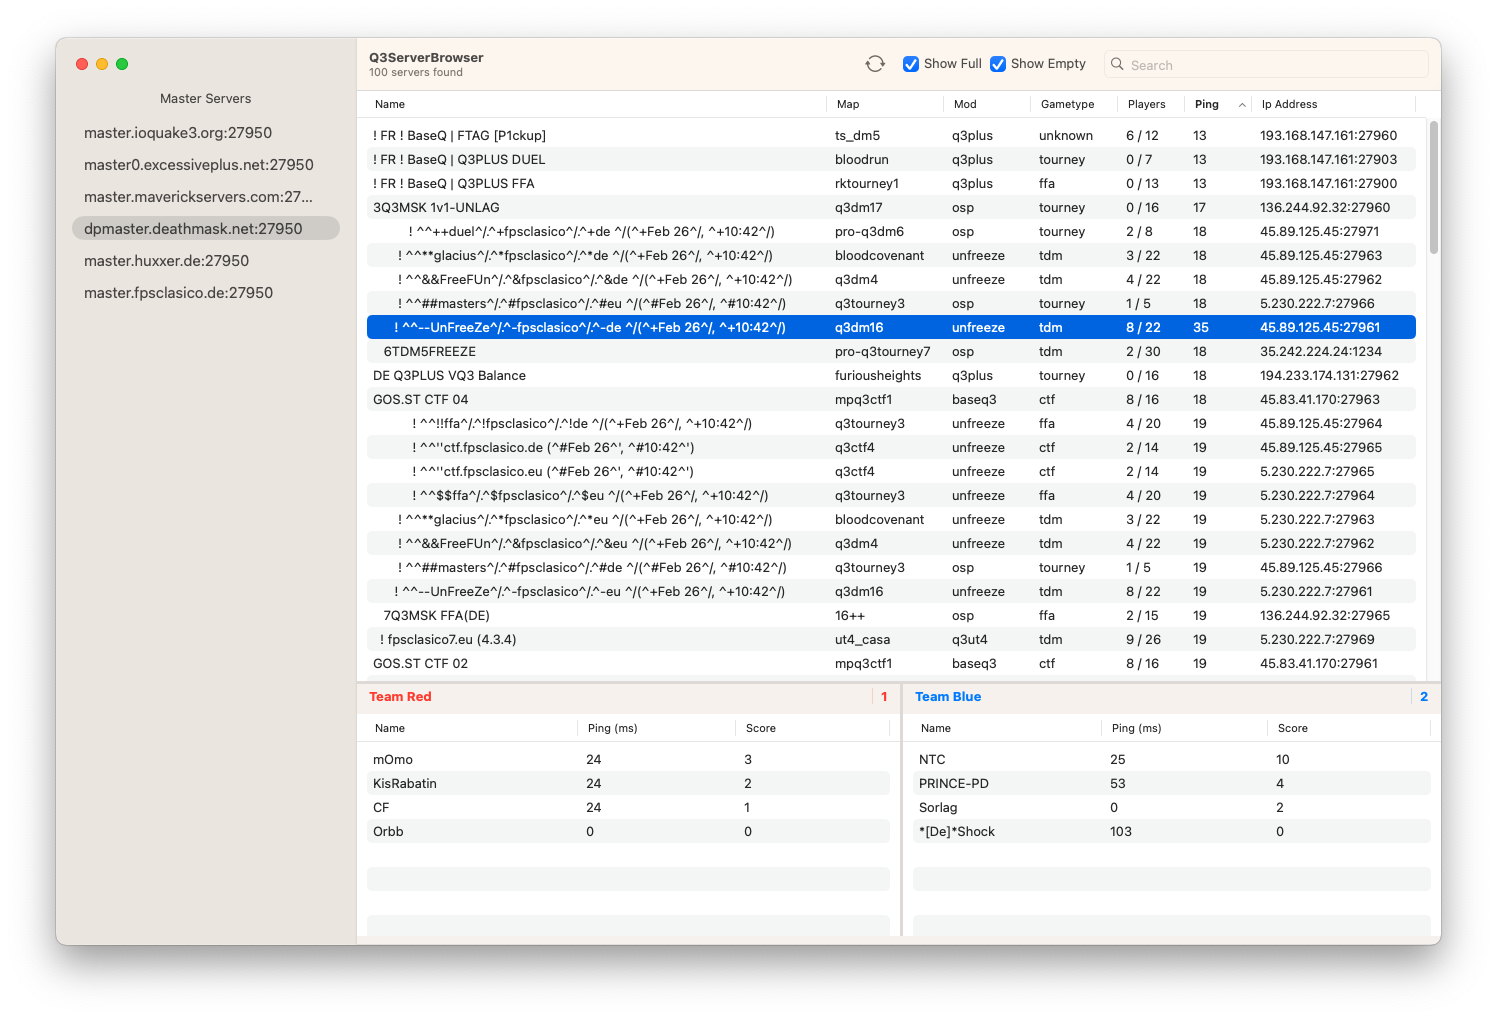 Q3ServerBrowser
100 servers found
Show Full Show Empty Search
Master Servers
master.ioquake3.org:27950
master0.excessiveplus.net:27950
master.maverickservers.com:27...
dpmaster.deathmask.net:27950
master.huxxer.de:27950
master.fpsclasico.de:27950
Name Map Mod Gametype Players Ping Ip Address
! FR ! BaseQ | FTAG [P1ckup] ts_dm5 q3plus unknown 6 / 12 13 193.168.147.161:27960
! FR ! BaseQ | Q3PLUS DUEL bloodrun q3plus tourney 0 / 7 13 193.168.147.161:27903
! FR ! BaseQ | Q3PLUS FFA rktourney1 q3plus ffa 0 / 13 13 193.168.147.161:27900
3Q3MSK 1v1-UNLAG q3dm17 osp tourney 0 / 16 17 136.244.92.32:27960
! ^^++duel^/.^+fpsclasico^/.^+de ^/(^+Feb 26^/, ^+10:42^/) pro-q3dm6 osp tourney 2 / 8 18 45.89.125.45:27971
! ^^**glacius^/.^*fpsclasico^/.^*de ^/(^+Feb 26^/, ^+10:42^/) bloodcovenant unfreeze tdm 3 / 22 18 45.89.125.45:27963
! ^^&&FreeFUn^/.^&fpsclasico^/.^&de ^/(^+Feb 26^/, ^+10:42^/) q3dm4 unfreeze tdm 4 / 22 18 45.89.125.45:27962
! ^^##masters^/.^#fpsclasico^/.^#eu ^/(^#Feb 26^/, ^#10:42^/) q3tourney3 osp tourney 1 / 5 18 5.230.222.7:27966
! ^^--UnFreeZe^/.^-fpsclasico^/.^-de ^/(^+Feb 26^/, ^+10:42^/) q3dm16 unfreeze tdm 8 / 22 35 45.89.125.45:27961
6TDM5FREEZE pro-q3tourney7 osp tdm 2 / 30 18 35.242.224.24:1234
DE Q3PLUS VQ3 Balance furiousheights q3plus tourney 0 / 16 18 194.233.174.131:27962
GOS.ST CTF 04 mpq3ctf1 baseq3 ctf 8 / 16 18 45.83.41.170:27963
! ^^!!ffa^/.^!fpsclasico^/.^!de ^/(^+Feb 26^/, ^+10:42^/) q3tourney3 unfreeze ffa 4 / 20 19 45.89.125.45:27964
! ^^''ctf.fpsclasico.de (^#Feb 26^', ^#10:42^') q3ctf4 unfreeze ctf 2 / 14 19 45.89.125.45:27965
! ^^''ctf.fpsclasico.eu (^#Feb 26^', ^#10:42^') q3ctf4 unfreeze ctf 2 / 14 19 5.230.222.7:27965
! ^^$$ffa^/.^$fpsclasico^/.^$eu ^/(^+Feb 26^/, ^+10:42^/) q3tourney3 unfreeze ffa 4 / 20 19 5.230.222.7:27964
! ^^**glacius^/.^*fpsclasico^/.^*eu ^/(^+Feb 26^/, ^+10:42^/) bloodcovenant unfreeze tdm 3 / 22 19 5.230.222.7:27963
! ^^&&FreeFUn^/.^&fpsclasico^/.^&eu ^/(^+Feb 26^/, ^+10:42^/) q3dm4 unfreeze tdm 4 / 22 19 5.230.222.7:27962
! ^^##masters^/.^#fpsclasico^/.^#de ^/(^#Feb 26^/, ^#10:42^/) q3tourney3 osp tourney 1 / 5 19 45.89.125.45:27966
! ^^--UnFreeZe^/.^-fpsclasico^/.^-eu ^/(^+Feb 26^/, ^+10:42^/) q3dm16 unfreeze tdm 8 / 22 19 5.230.222.7:27961
7Q3MSK FFA(DE) 16++ osp ffa 2 / 15 19 136.244.92.32:27965
! fpsclasico7.eu (4.3.4) ut4_casa q3ut4 tdm 9 / 26 19 5.230.222.7:27969
GOS.ST CTF 02 mpq3ctf1 baseq3 ctf 8 / 16 19 45.83.41.170:27961
Team Red 1
Name Ping (ms) Score
mOmo 24 3
KisRabatin 24 2
CF 24 1
Orbb 0 0
Team Blue 2
Name Ping (ms) Score
NTC 25 10
PRINCE-PD 53 4
Sorlag 0 2
*[De]*Shock 103 0